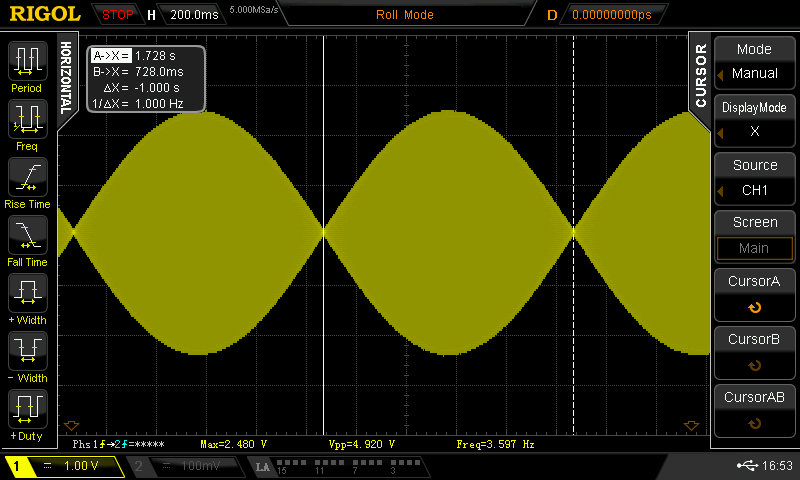 RIGOL STOP H 200.0ms 5.000MSa/s Roll Mode D 0.00000000ps
HORIZONTAL
Period
Freq
Rise Time
Fall Time
+Width
-Width
+Duty
A->X= 1.728 s
B->X= 728.0ms
ΔX= -1.000 s
1/ΔX= 1.000 Hz
CURSOR
Mode
Manual
DisplayMode
X
Source
CH1
Screen
Main
CursorA
CursorB
CursorAB
Phs1→2=***** Max=2.480 V Vpp=4.920 V Freq=3.597 Hz
1 = 1.00 V 2 = 100mV LA 15 11 7 3 16:53